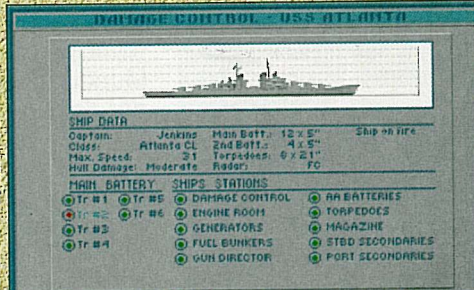 DAMAGE CONTROL - USS ATLANTA
SHIP DATA
Captain: Jenkins Main Batt.: 12 x 5" Ship on fire
Class: Atlanta CL 2nd Batt.: 4 x 5"
Max. Speed: 31 Torpedoes: 8 x 21"
Hull Damage: Moderate Radar: FC
MAIN BATTERY SHIPS STATIONS
Tr #1 Tr #5 DAMAGE CONTROL AA BATTERIES
Tr #2 Tr #6 ENGINE ROOM TORPEDOES
Tr #3 GENERATORS MAGAZINE
Tr #4 FUEL BUNKERS STBD SECONDARIES
GUN DIRECTOR PORT SECONDARIES